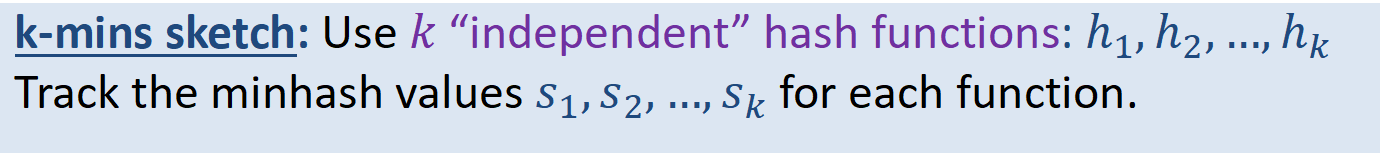 k-mins sketch: Use k “independent” hash functions: h₁, h₂, …, hₖ
Track the minhash values s₁, s₂, …, sₖ for each function.